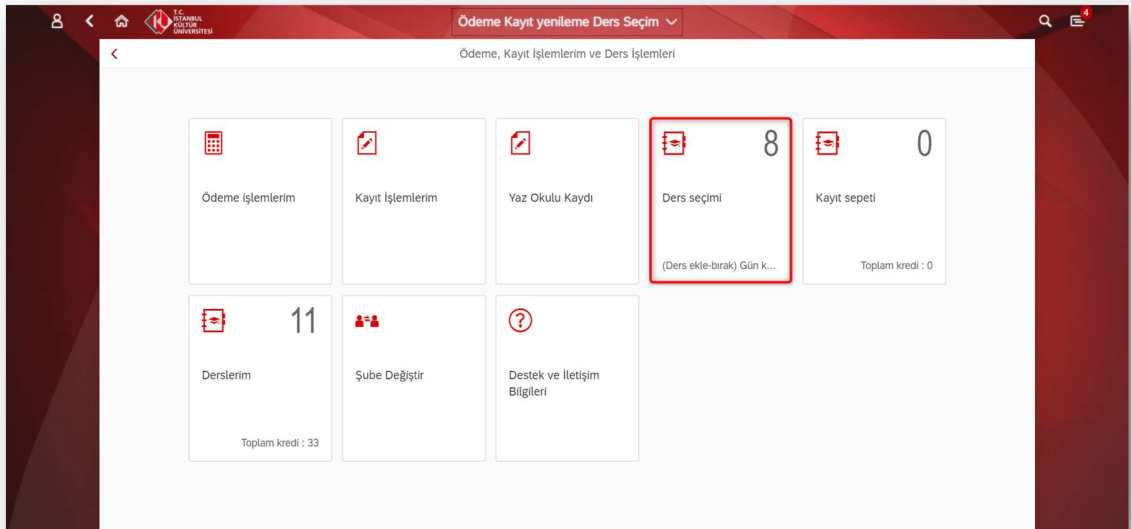 T.C.
İSTANBUL
KÜLTÜR
ÜNİVERSİTESİ
Ödeme Kayıt yenileme Ders Seçim
4
Ödeme, Kayıt İşlemlerim ve Ders İşlemleri
8
0
Ödeme işlemlerim
Kayıt İşlemlerim
Yaz Okulu Kaydı
Ders seçimi
Kayıt sepeti
(Ders ekle-bırak) Gün k...
Toplam kredi : 0
11
Derslerim
Şube Değiştir
Destek ve İletişim
Bilgileri
Toplam kredi : 33